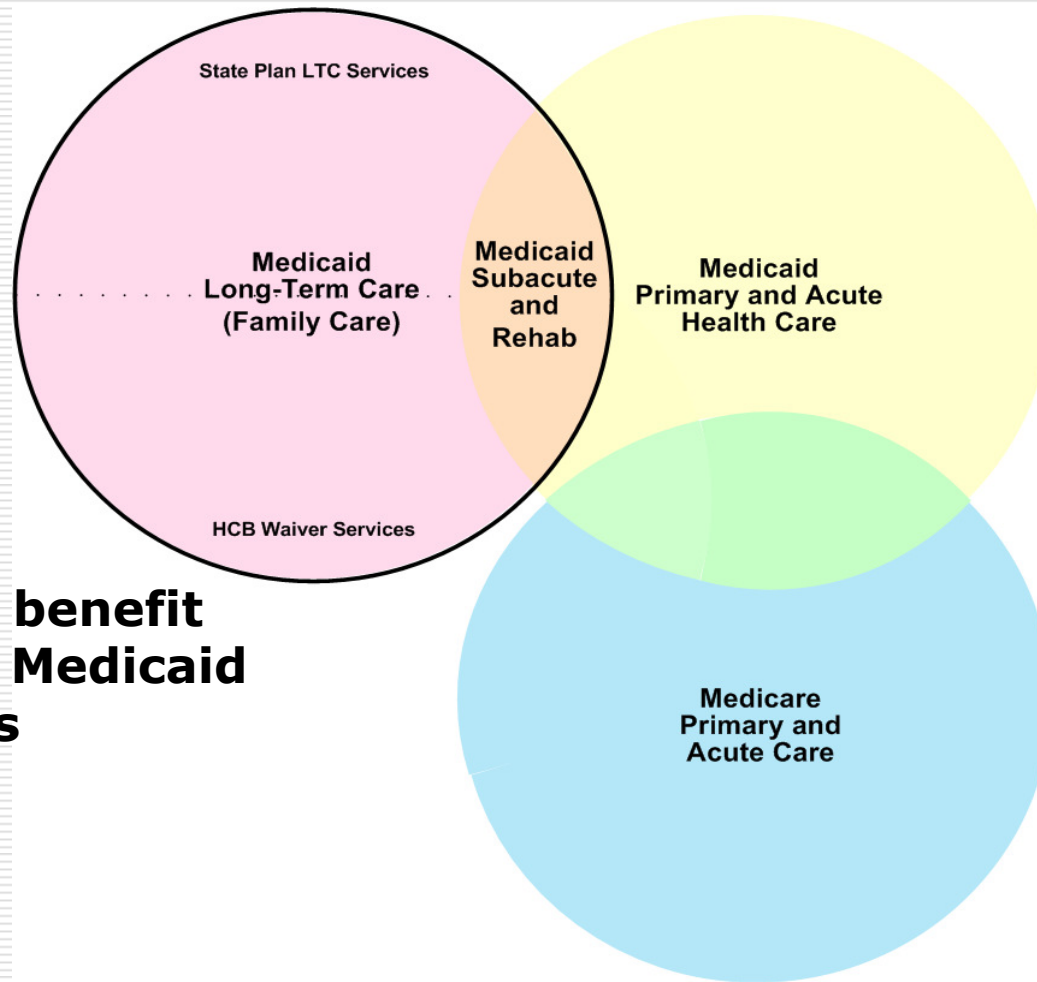 State Plan LTC Services
Medicaid
Long-Term Care
(Family Care)
Medicaid
Subacute
and
Rehab
Medicaid
Primary and Acute
Health Care
HCB Waiver Services
benefit
Medicaid
s
Medicare
Primary and
Acute Care